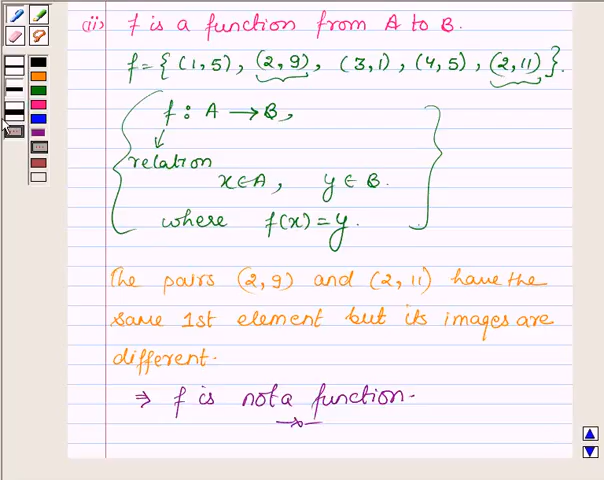 (ii) f is a function from A to B.
f = { (1, 5), (2, 9), (3, 1), (4, 5), (2, 11) }.
f : A → B,
relation
x ∈ A, y ∈ B.
where f(x) = y.
The pairs (2, 9) and (2, 11) have the
same 1st element but its images are
different.
⇒ f is not a function.